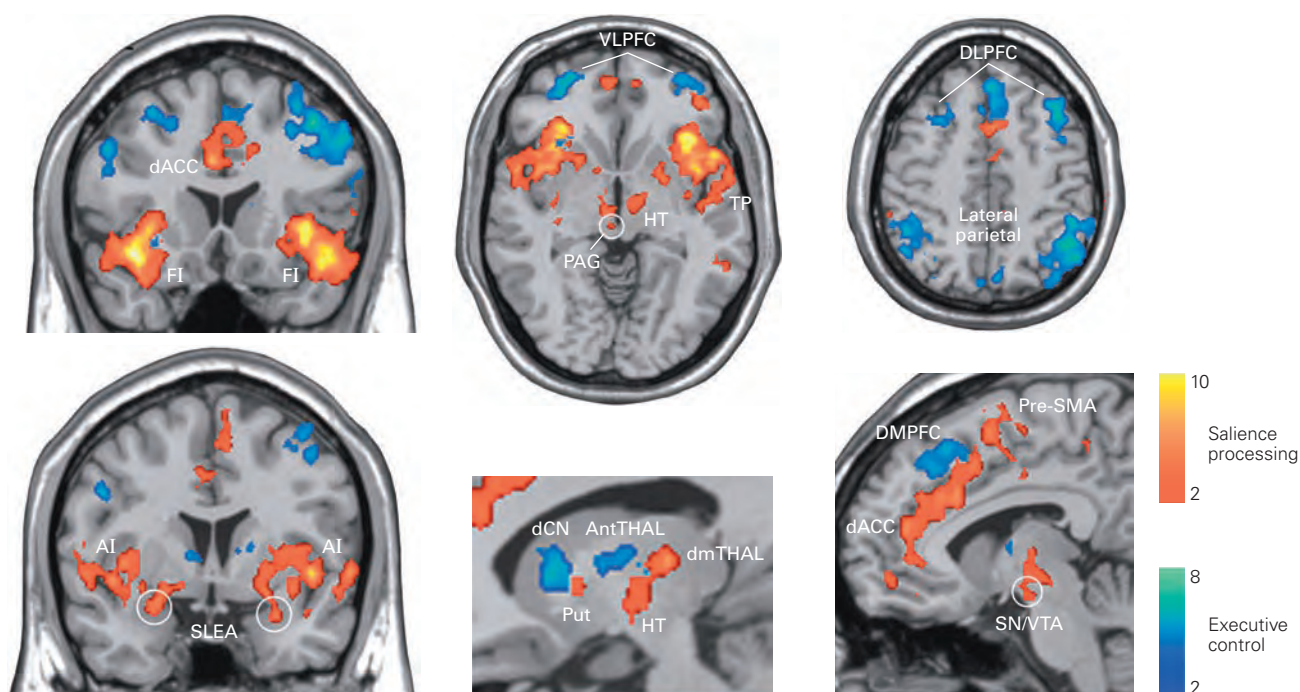 VLPFC
DLPFC
dACC
FI
FI
HT
TP
PAG
Lateral
parietal
AI
AI
SLEA
dCN
AntTHAL
dmTHAL
Put
HT
Pre-SMA
DMPFC
dACC
SN/VTA
10
Salience
processing
2
8
Executive
control
2